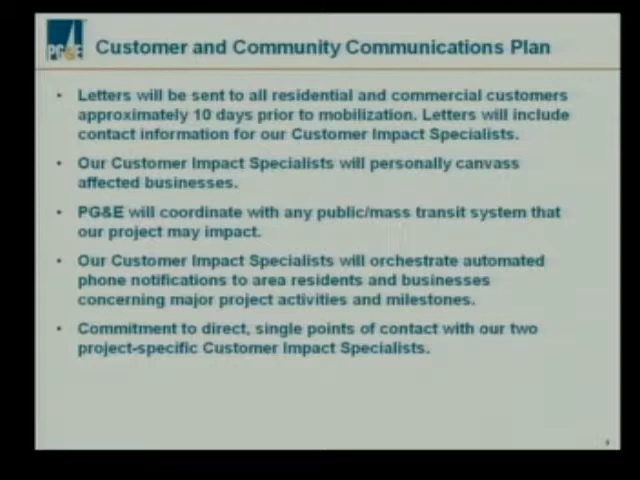 PG&E
Customer and Community Communications Plan
• Letters will be sent to all residential and commercial customers
approximately 10 days prior to mobilization. Letters will include
contact information for our Customer Impact Specialists.
• Our Customer Impact Specialists will personally canvass
affected businesses.
• PG&E will coordinate with any public/mass transit system that
our project may impact.
• Our Customer Impact Specialists will orchestrate automated
phone notifications to area residents and businesses
concerning major project activities and milestones.
• Commitment to direct, single points of contact with our two
project-specific Customer Impact Specialists.